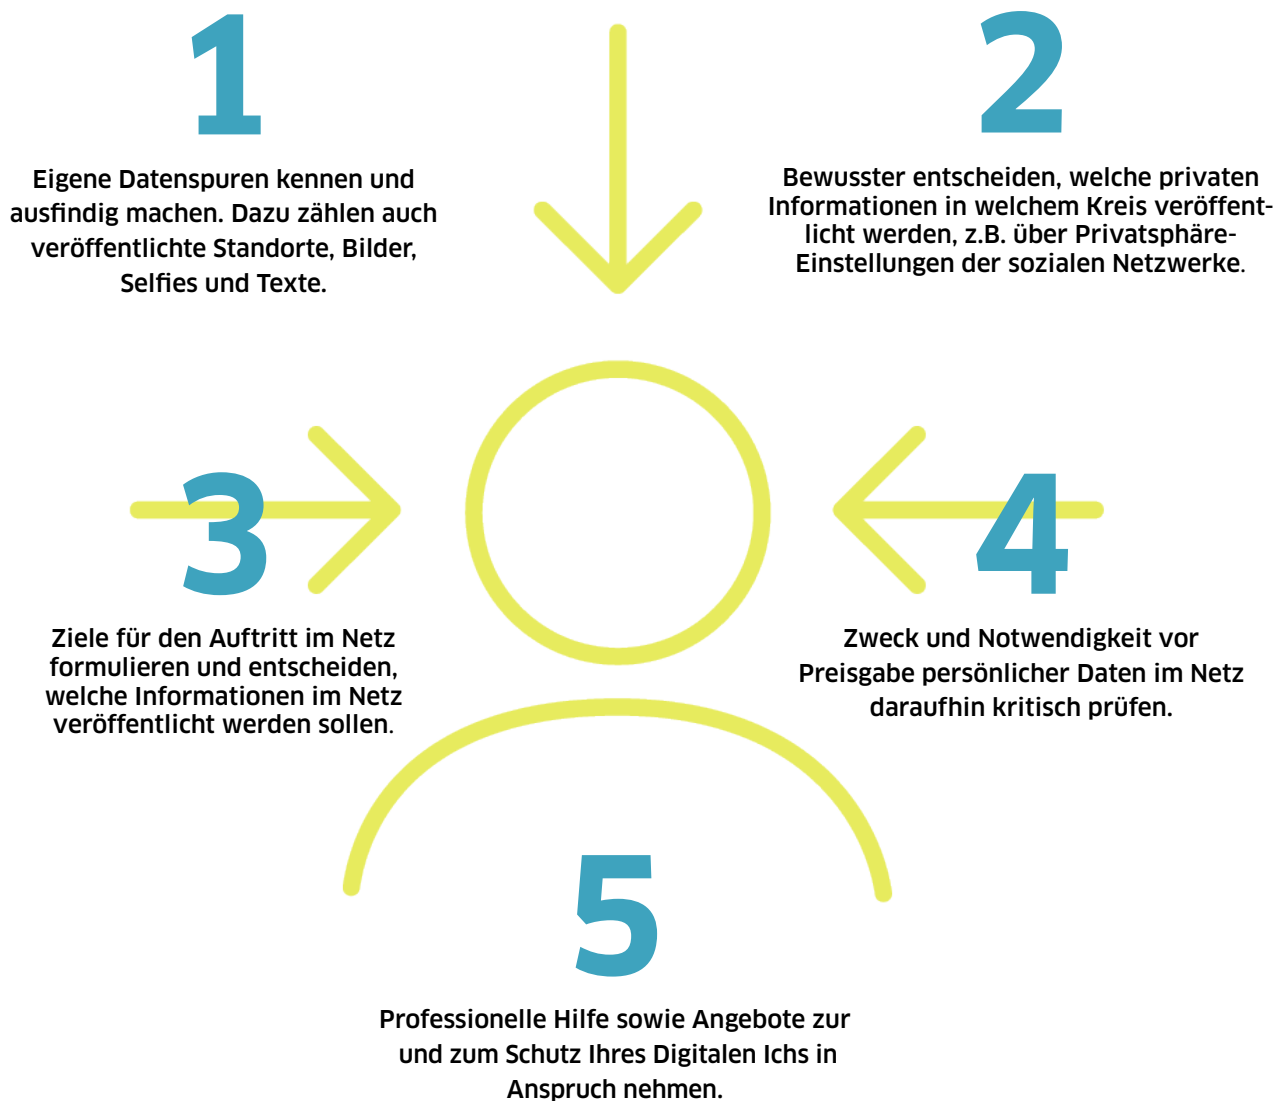 1
Eigene Datenspuren kennen und
ausfindig machen. Dazu zählen auch
veröffentlichte Standorte, Bilder,
Selfies und Texte.
2
Bewusster entscheiden, welche privaten
Informationen in welchem Kreis veröffent-
licht werden, z.B. über Privatsphäre-
Einstellungen der sozialen Netzwerke.
3
Ziele für den Auftritt im Netz
formulieren und entscheiden,
welche Informationen im Netz
veröffentlicht werden sollen.
4
Zweck und Notwendigkeit vor
Preisgabe persönlicher Daten im Netz
daraufhin kritisch prüfen.
5
Professionelle Hilfe sowie Angebote zur
und zum Schutz Ihres Digitalen Ichs in
Anspruch nehmen.